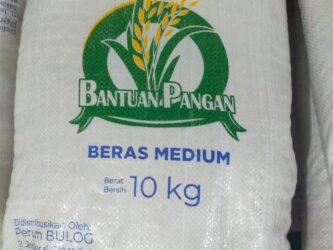 BANTUAN PANGAN
BERAS MEDIUM
Berat
Bersih 10 kg
Didistribusikan Oleh:
Perum BULOG